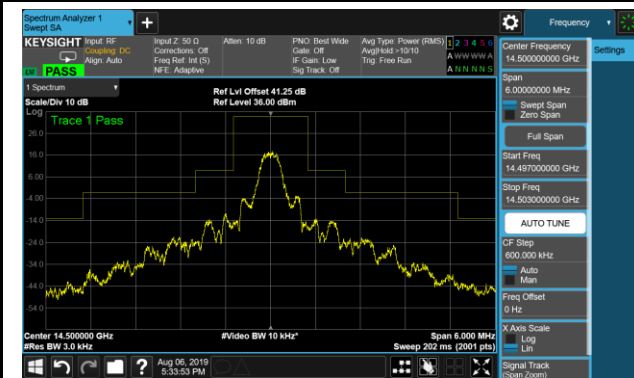 Spectrum Analyzer 1
Swept SA
Frequency
KEYSIGHT
Input: RF
Coupling: DC
Align: Auto
Input Z: 50 Ω
Corrections: Off
Freq Ref: Int (S)
NFE: Adaptive
Atten: 10 dB
PNO: Best Wide
Gate: Off
IF Gain: Low
Sig Track: Off
Avg Type: Power (RMS)
Avg|Hold:>10/10
Trig: Free Run
1 2 3 4 5 6
A W W W W A
A N N N N S
PASS
1 Spectrum
Scale/Div 10 dB
Ref Lvl Offset 41.25 dB
Ref Level 36.00 dBm
Log
Trace 1 Pass
26.0
16.0
6.00
-4.00
-14.0
-24.0
-34.0
-44.0
-54.0
Center 14.500000 GHz
#Res BW 3.0 kHz
#Video BW 10 kHz*
Span 6.000 MHz
Sweep 202 ms (2001 pts)
Aug 06, 2019
5:33:53 PM
Center Frequency
14.500000000 GHz
Span
6.00000000 MHz
Swept Span
Zero Span
Full Span
Start Freq
14.497000000 GHz
Stop Freq
14.503000000 GHz
AUTO TUNE
CF Step
600.000 kHz
Auto
Man
Freq Offset
0 Hz
X Axis Scale
Log
Lin
Signal Track
(Span Zoom)
Settings